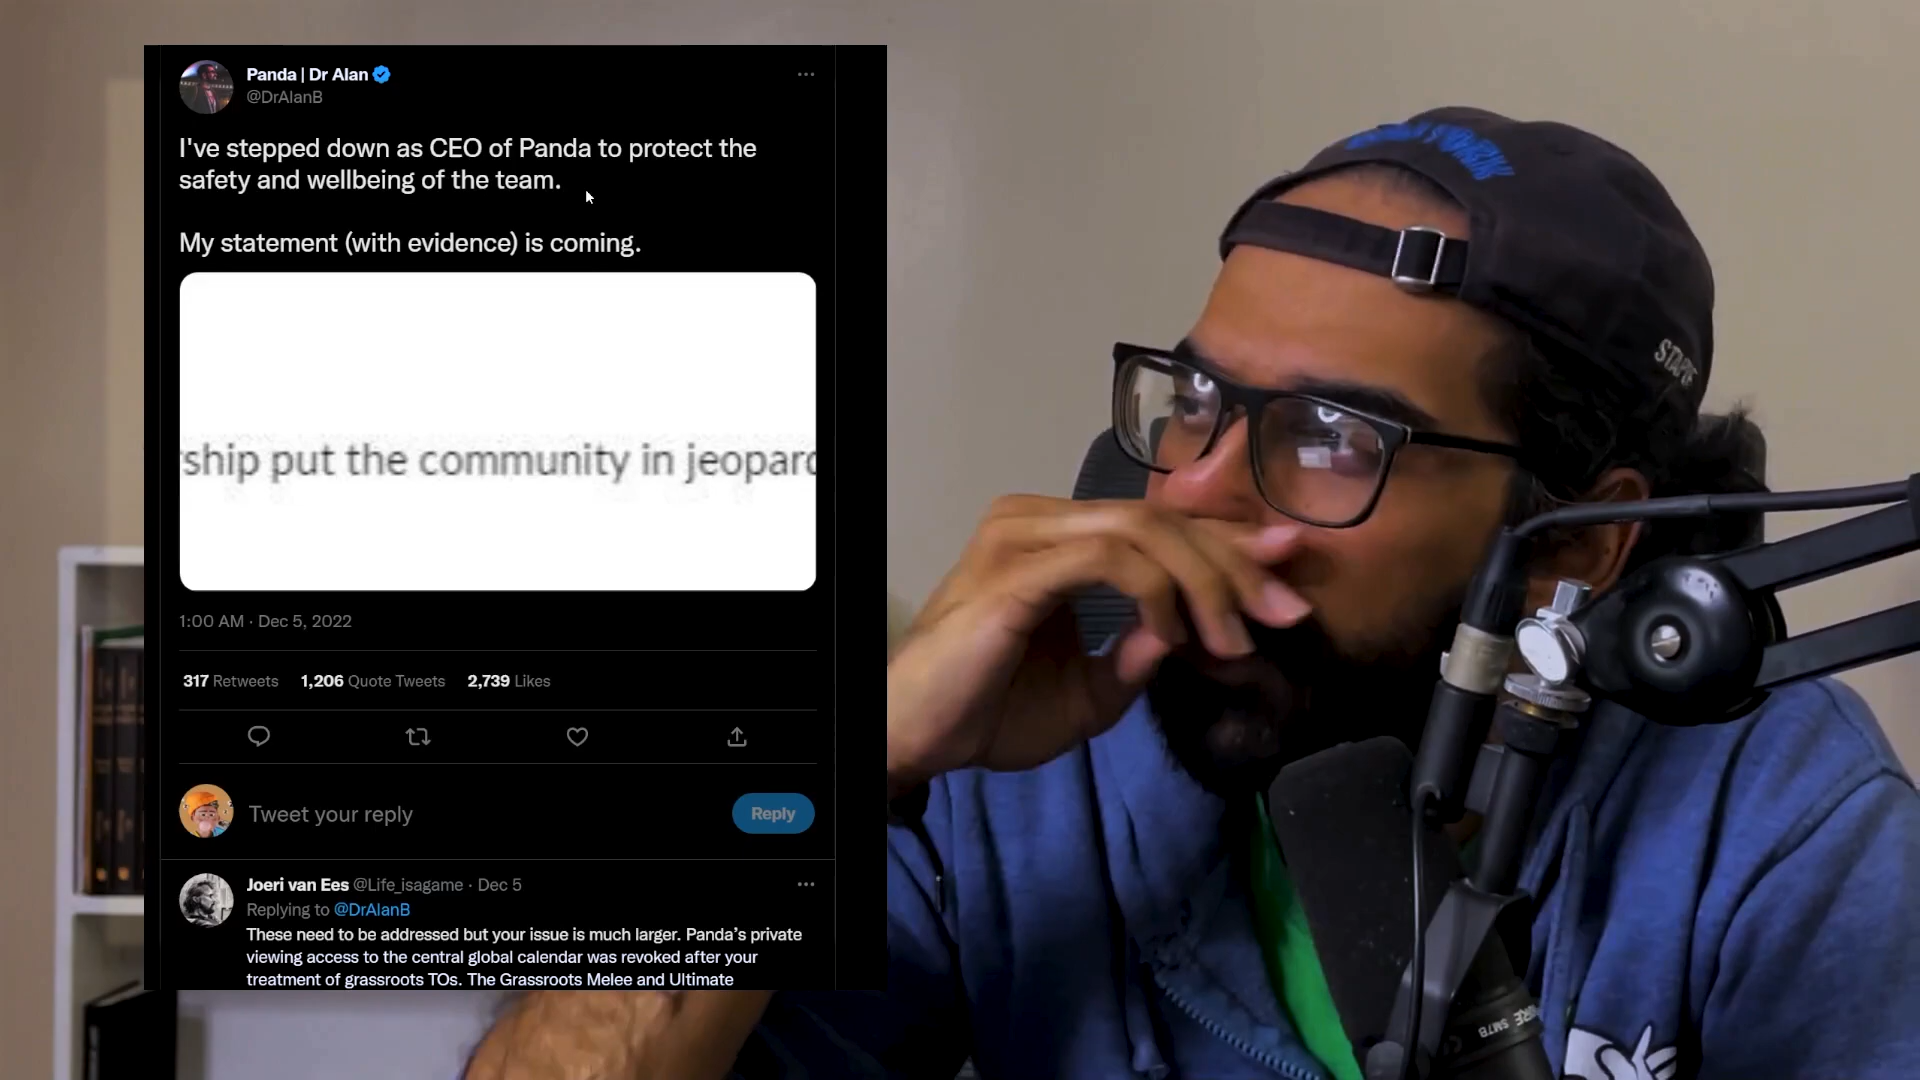 Panda | Dr Alan
@DrAlanB
I've stepped down as CEO of Panda to protect the
safety and wellbeing of the team.
My statement (with evidence) is coming.
ship put the community in jeopard
1:00 AM · Dec 5, 2022
317 Retweets 1,206 Quote Tweets 2,739 Likes
Tweet your reply
Reply
Joeri van Ees @Life_isagame · Dec 5
Replying to @DrAlanB
These need to be addressed but your issue is much larger. Panda’s private
viewing access to the central global calendar was revoked after your
treatment of grassroots TOs. The Grassroots Melee and Ultimate
SM7B